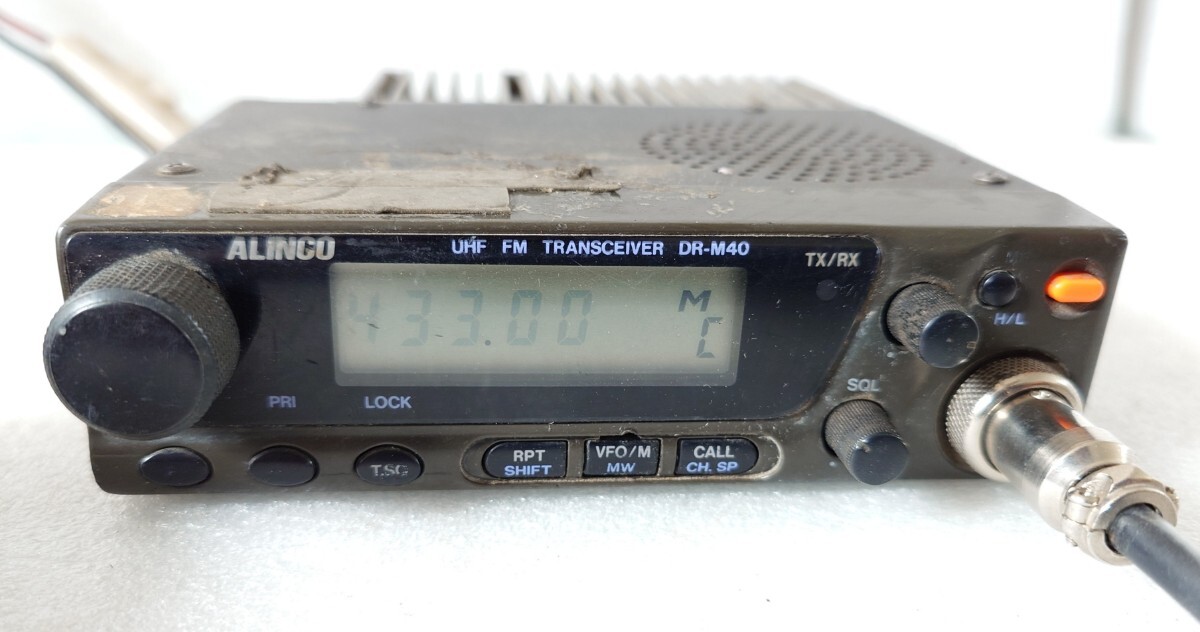 ALINCO
UHF FM TRANSCEIVER DR-M40
TX/RX
433.00
M
C
H/L
PRI
LOCK
SQL
T.SQ
RPT
SHIFT
VFO/M
MW
CALL
CH. SP